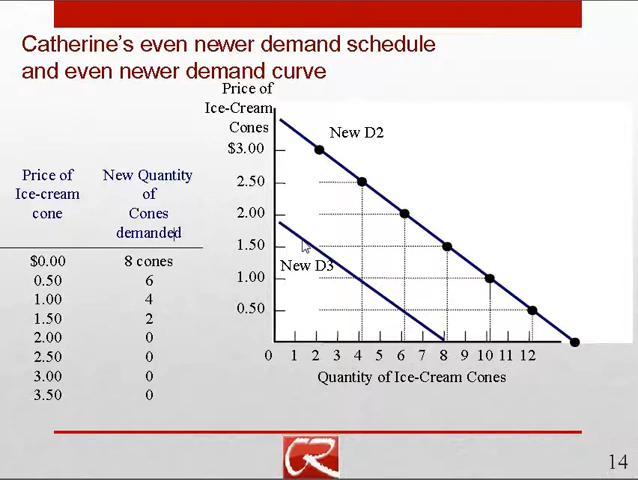 Catherine's even newer demand schedule
and even newer demand curve
Price of
Ice-cream
cone
New Quantity
of
Cones
demanded
$0.00 8 cones
0.50 6
1.00 4
1.50 2
2.00 0
2.50 0
3.00 0
3.50 0
Price of
Ice-Cream
Cones
$3.00
2.50
2.00
1.50
1.00
0.50
New D2
New D3
0 1 2 3 4 5 6 7 8 9 10 11 12
Quantity of Ice-Cream Cones
CR
14